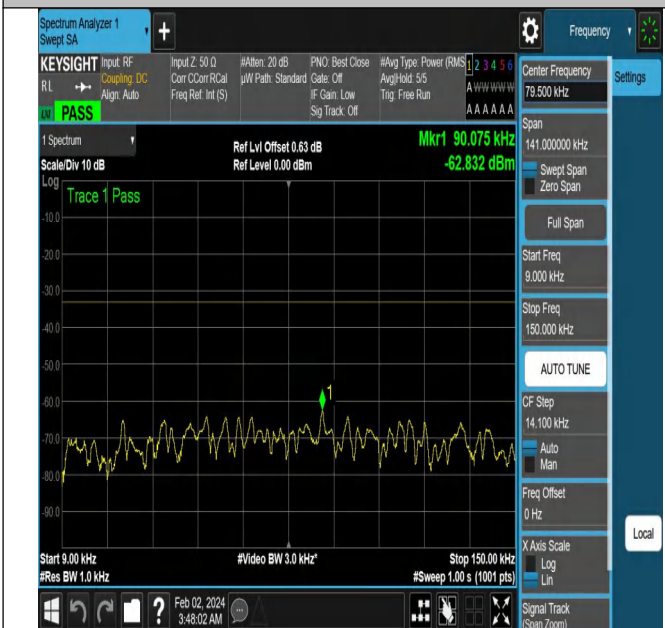 Spectrum Analyzer 1
Swept SA
+
Frequency
KEYSIGHT
RL
PASS
Input: RF
Coupling: DC
Align: Auto
Input Z: 50 Ω
Corr CCorr RCal
Freq Ref: Int (S)
#Atten: 20 dB
µW Path: Standard
PNO: Best Close
Gate: Off
IF Gain: Low
Sig Track: Off
#Avg Type: Power (RMS
Avg|Hold: 5/5
Trig: Free Run
1 2 3 4 5 6
A W W W W W
A A A A A A
1 Spectrum
Scale/Div 10 dB
Ref Lvl Offset 0.63 dB
Ref Level 0.00 dBm
Mkr1 90.075 kHz
-62.832 dBm
Log
Trace 1 Pass
-10.0
-20.0
-30.0
-40.0
-50.0
-60.0
-70.0
-80.0
-90.0
1
Start 9.00 kHz
#Res BW 1.0 kHz
#Video BW 3.0 kHz*
Stop 150.00 kHz
#Sweep 1.00 s (1001 pts)
Feb 02, 2024
3:48:02 AM
Center Frequency
79.500 kHz
Span
141.000000 kHz
Swept Span
Zero Span
Full Span
Start Freq
9.000 kHz
Stop Freq
150.000 kHz
AUTO TUNE
CF Step
14.100 kHz
Auto
Man
Freq Offset
0 Hz
X Axis Scale
Log
Lin
Signal Track
(Span Zoom)
Settings
Local